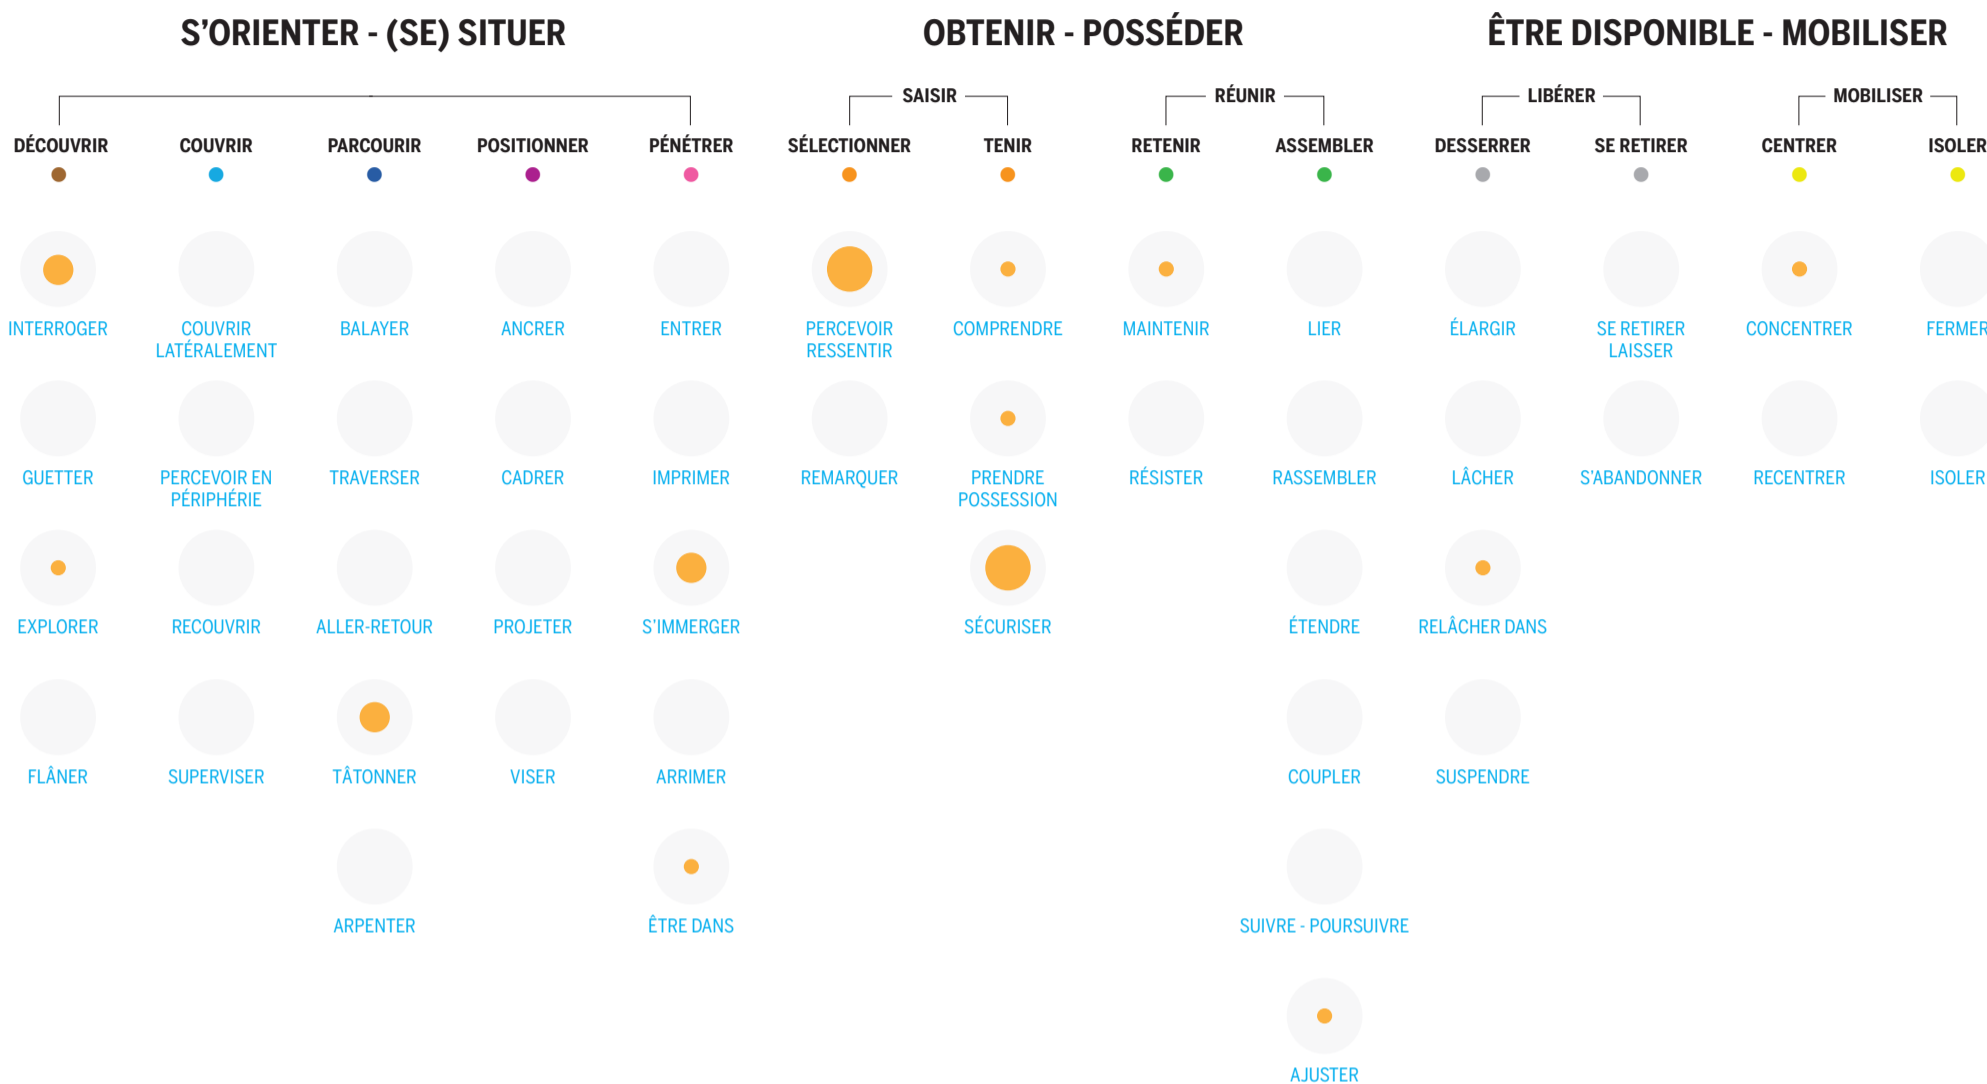 S'ORIENTER - (SE) SITUER
OBTENIR - POSSÉDER
ÊTRE DISPONIBLE - MOBILISER
SAISIR
RÉUNIR
LIBÉRER
MOBILISER
DÉCOUVRIR
COUVRIR
PARCOURIR
POSITIONNER
PÉNÉTRER
SÉLECTIONNER
TENIR
RETENIR
ASSEMBLER
DESSERRER
SE RETIRER
CENTRER
ISOLER
INTERROGER
COUVRIR
LATÉRALEMENT
BALAYER
ANCRER
ENTRER
PERCEVOIR
RESSENTIR
COMPRENDRE
MAINTENIR
LIER
ÉLARGIR
SE RETIRER
LAISSER
CONCENTRER
FERMER
GUETTER
PERCEVOIR EN
PÉRIPHÉRIE
TRAVERSER
CADRER
IMPRIMER
REMARQUER
PRENDRE
POSSESSION
RÉSISTER
RASSEMBLER
LÂCHER
S'ABANDONNER
RECENTRER
ISOLER
EXPLORER
RECOUVRIR
ALLER-RETOUR
PROJETER
S'IMMERGER
SÉCURISER
ÉTENDRE
RELÂCHER DANS
FLÂNER
SUPERVISER
TÂTONNER
VISER
ARRIMER
COUPLER
SUSPENDRE
ARPENTER
ÊTRE DANS
SUIVRE - POURSUIVRE
AJUSTER